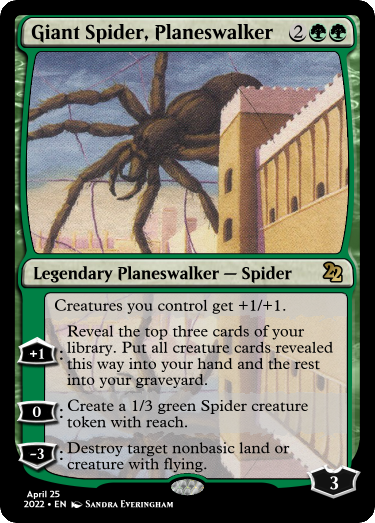 Giant Spider, Planeswalker 2
Legendary Planeswalker — Spider
Creatures you control get +1/+1.
+1: Reveal the top three cards of your
library. Put all creature cards revealed
this way into your hand and the rest
into your graveyard.
0: Create a 1/3 green Spider creature
token with reach.
-3: Destroy target nonbasic land or
creature with flying.
3
April 25
2022 • EN Sandra Everingham